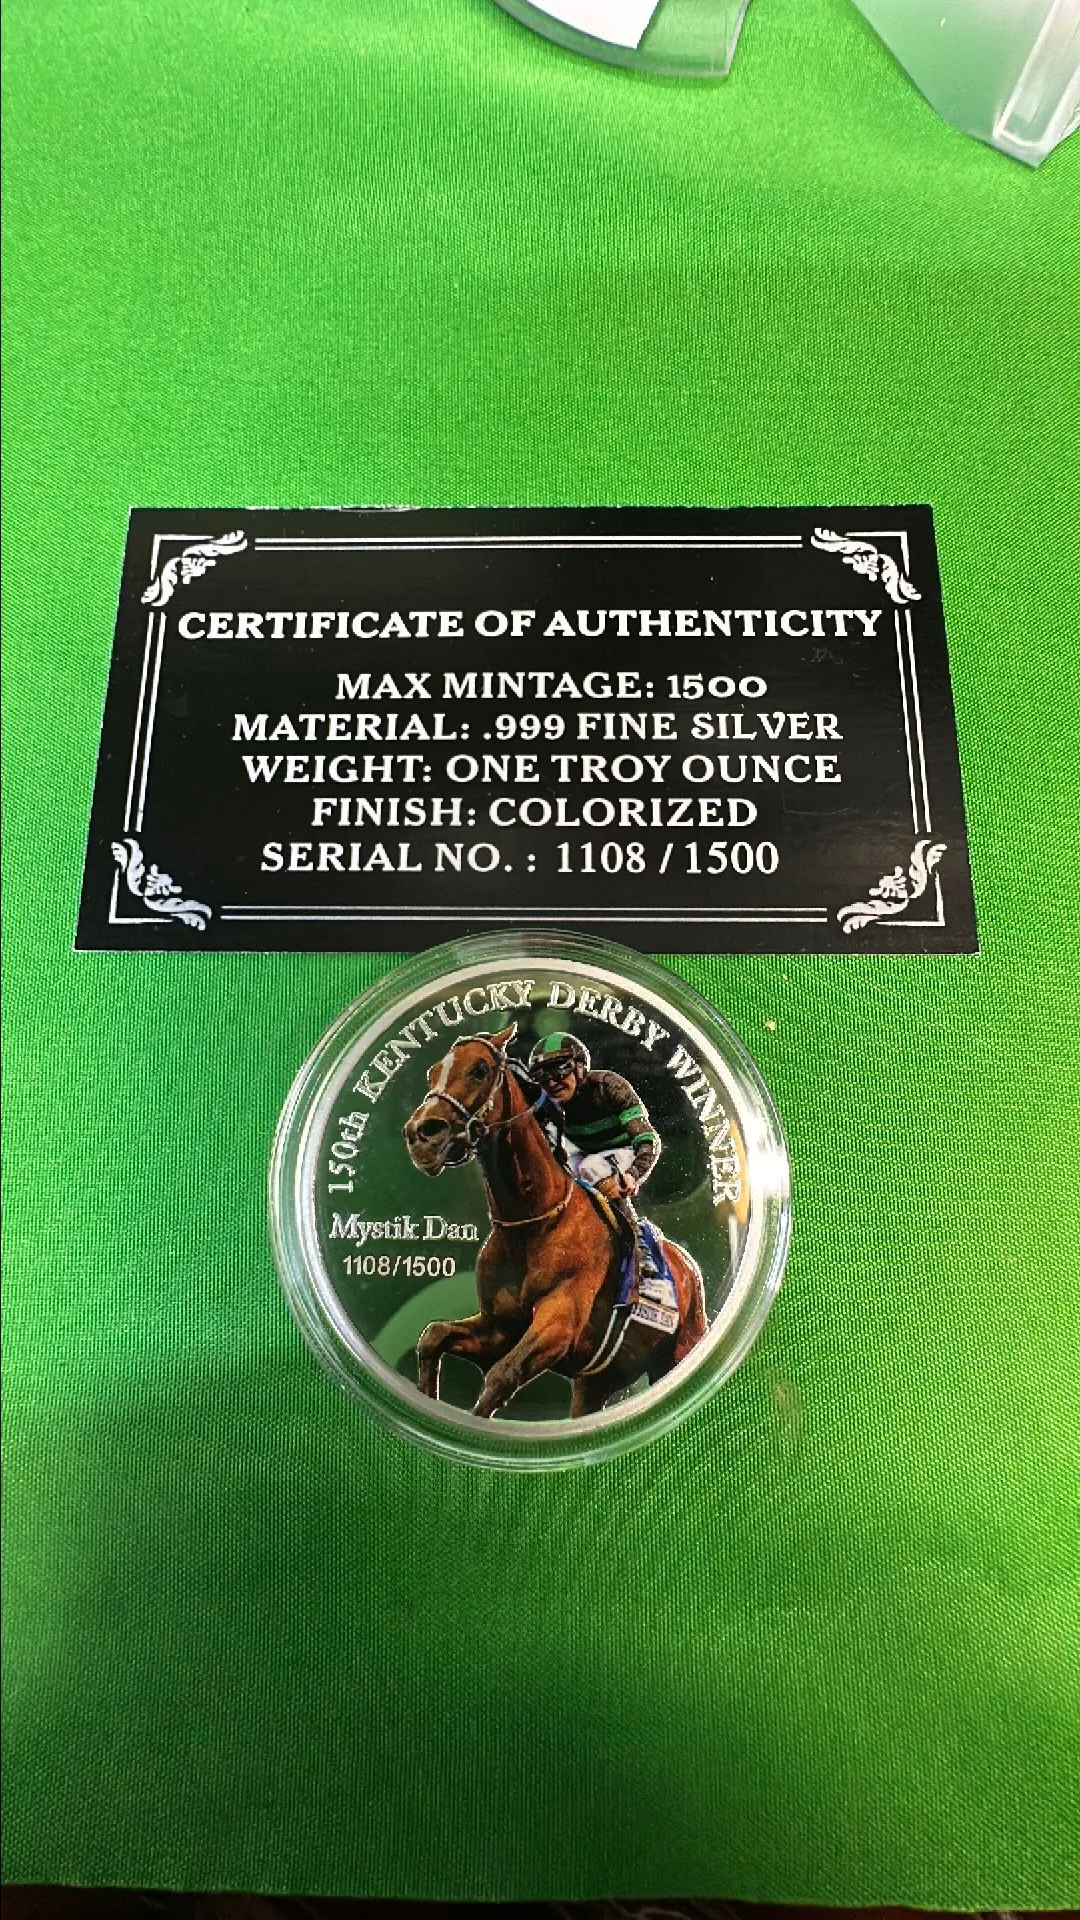 CERTIFICATE OF AUTHENTICITY
MAX MINTAGE: 1500
MATERIAL: .999 FINE SILVER
WEIGHT: ONE TROY OUNCE
FINISH: COLORIZED
SERIAL NO. : 1108 / 1500
150th KENTUCKY DERBY WINNER
Mystik Dan
1108/1500